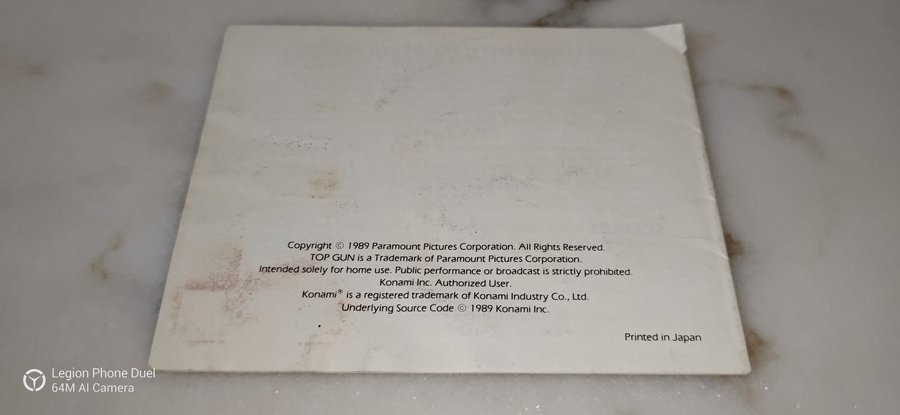 Copyright © 1989 Paramount Pictures Corporation. All Rights Reserved.
TOP GUN is a Trademark of Paramount Pictures Corporation.
Intended solely for home use. Public performance or broadcast is strictly prohibited.
Konami Inc. Authorized User.
Konami® is a registered trademark of Konami Industry Co., Ltd.
Underlying Source Code © 1989 Konami Inc.
Printed in Japan
Legion Phone Duel
64M AI Camera